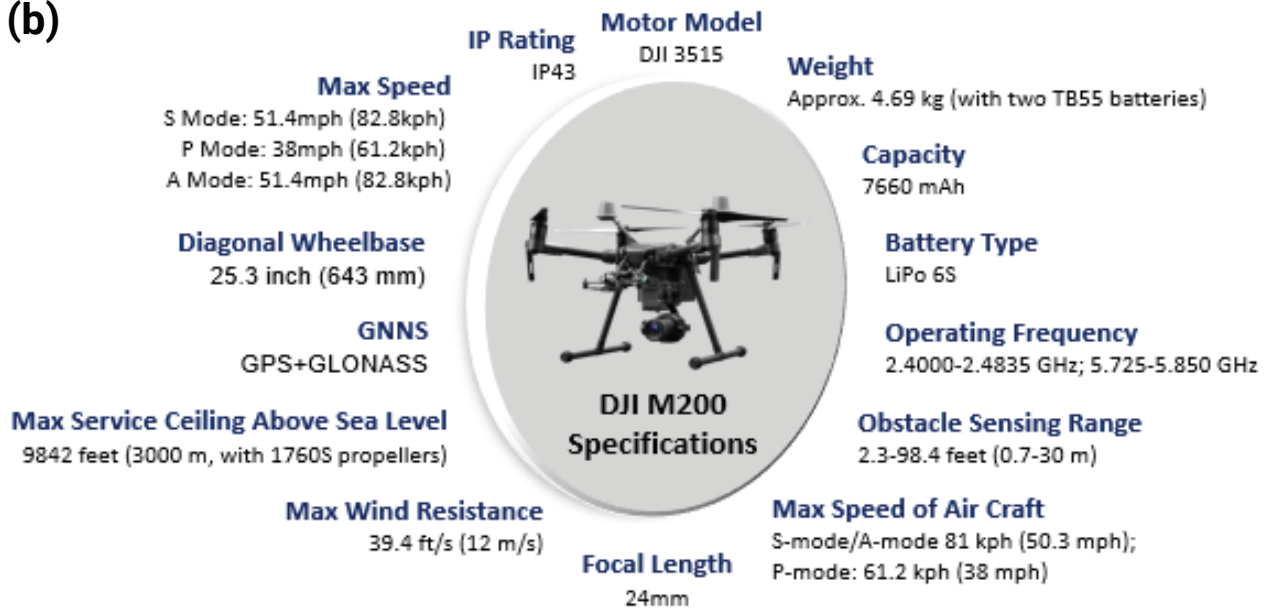 (b)
Motor Model
DJI 3515
IP Rating
IP43
Weight
Approx. 4.69 kg (with two TB55 batteries)
Max Speed
S Mode: 51.4mph (82.8kph)
P Mode: 38mph (61.2kph)
A Mode: 51.4mph (82.8kph)
Capacity
7660 mAh
Diagonal Wheelbase
25.3 inch (643 mm)
Battery Type
LiPo 6S
GNNS
GPS+GLONASS
Operating Frequency
2.4000-2.4835 GHz; 5.725-5.850 GHz
DJI M200
Specifications
Max Service Ceiling Above Sea Level
9842 feet (3000 m, with 1760S propellers)
Obstacle Sensing Range
2.3-98.4 feet (0.7-30 m)
Max Wind Resistance
39.4 ft/s (12 m/s)
Max Speed of Air Craft
S-mode/A-mode 81 kph (50.3 mph);
P-mode: 61.2 kph (38 mph)
Focal Length
24mm